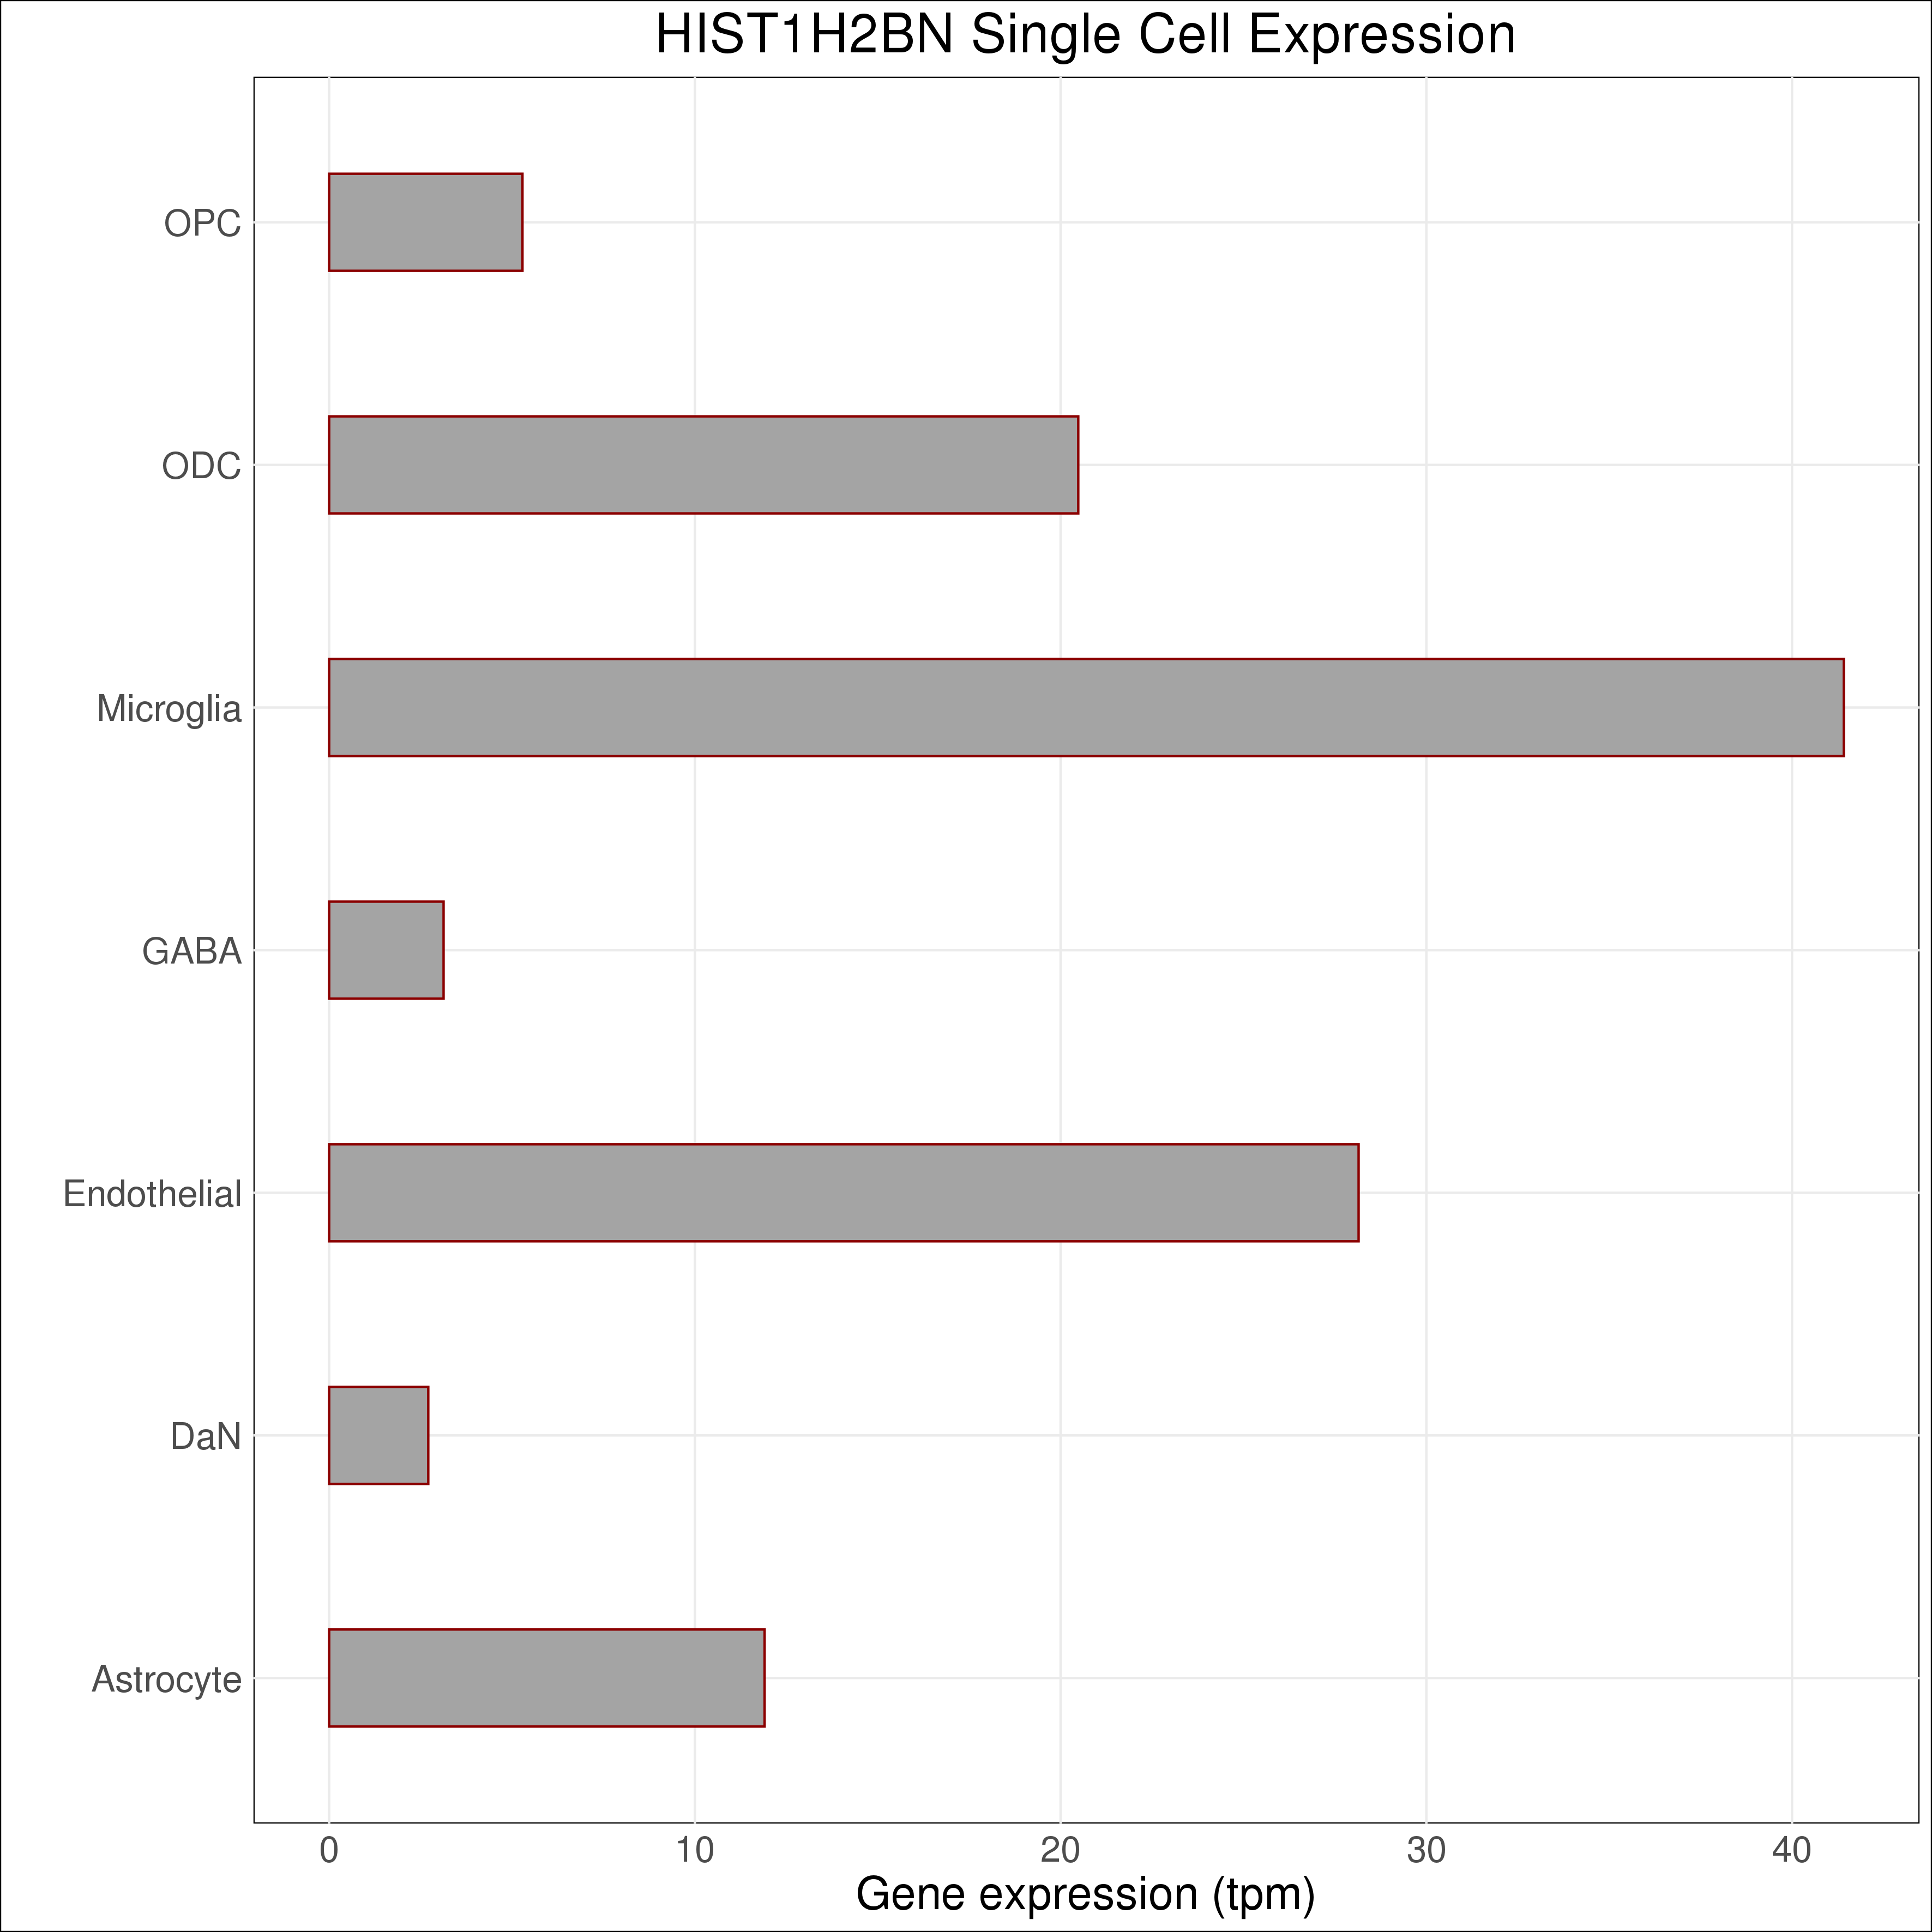 HIST1H2BN Single Cell Expression
OPC
ODC
Microglia
GABA
Endothelial
DaN
Astrocyte
0 10 20 30 40
Gene expression (tpm)